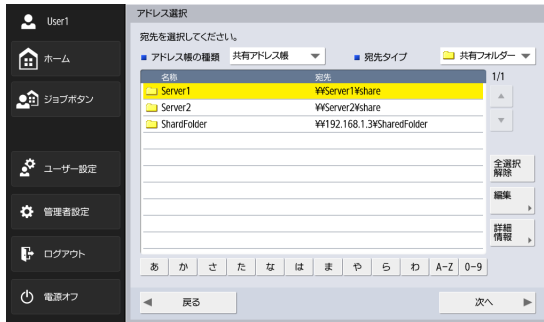 User1
ホーム
ジョブボタン
ユーザー設定
管理者設定
ログアウト
電源オフ
アドレス選択
宛先を選択してください。
アドレス帳の種類 共有アドレス帳 宛先タイプ 共有フォルダー
名称 宛先 1/1
Server1 ¥¥Server1¥share
Server2 ¥¥Server2¥share
ShardFolder ¥¥192.168.1.3¥SharedFolder
全選択
解除
編集
詳細
情報
あ か さ た な は ま や ら わ A-Z 0-9
戻る 次へ